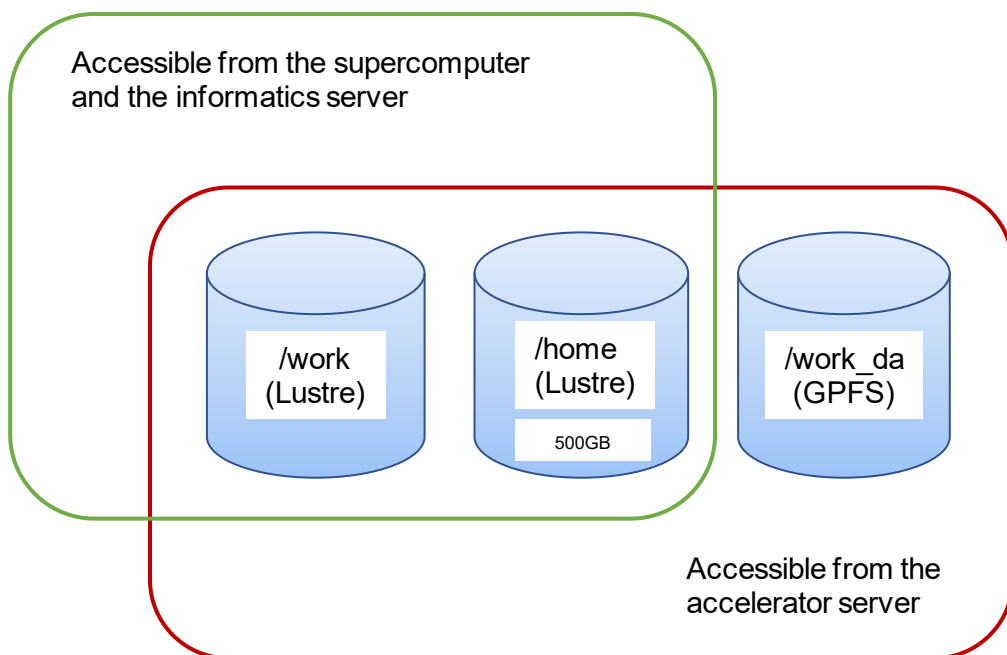 Accessible from the supercomputer
and the informatics server
/work
(Lustre)
/home
(Lustre)
500GB
/work_da
(GPFS)
Accessible from the
accelerator server